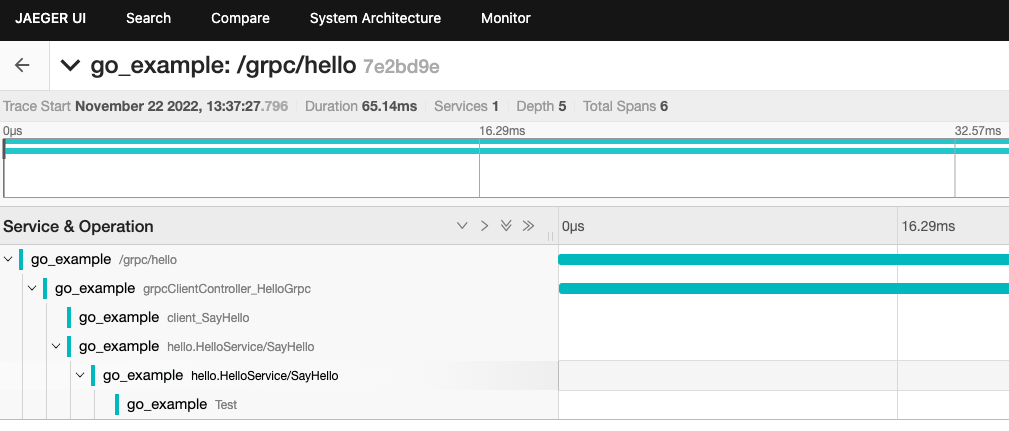 JAEGER UI Search Compare System Architecture Monitor
go_example: /grpc/hello 7e2bd9e
Trace Start November 22 2022, 13:37:27.796 Duration 65.14ms Services 1 Depth 5 Total Spans 6
0μs 16.29ms 32.57ms
Service & Operation 0μs 16.29ms
go_example /grpc/hello
go_example grpcClientController_HelloGrpc
go_example client_SayHello
go_example hello.HelloService/SayHello
go_example hello.HelloService/SayHello
go_example Test